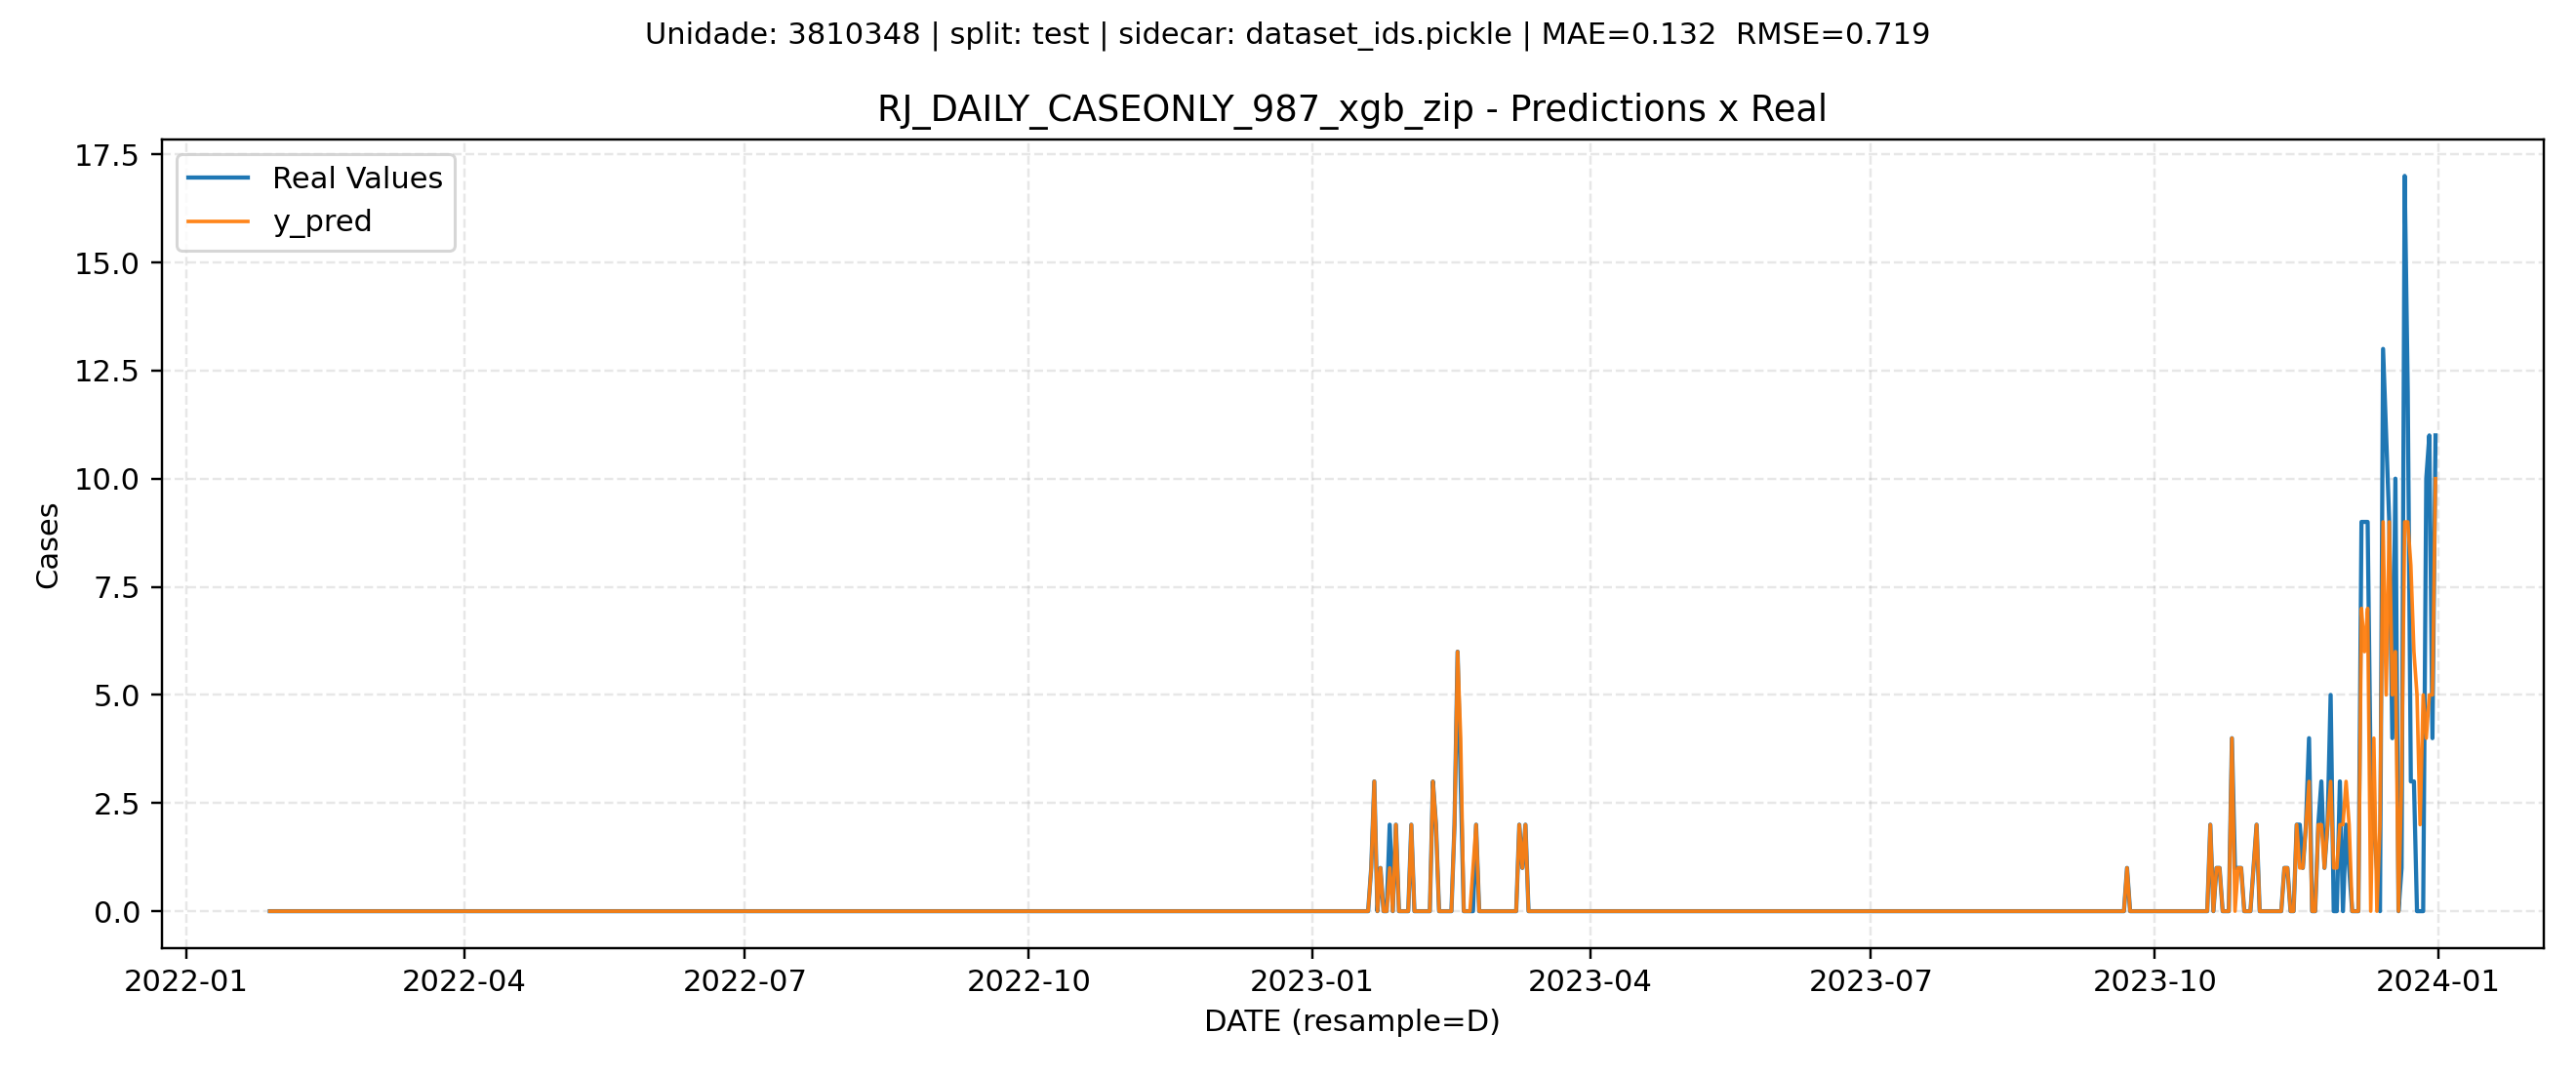 Unidade: 3810348 | split: test | sidecar: dataset_ids.pickle | MAE=0.132  RMSE=0.719
RJ_DAILY_CASEONLY_987_xgb_zip - Predictions x Real
Real Values
y_pred
17.5
15.0
12.5
10.0
7.5
5.0
2.5
0.0
Cases
2022-01
2022-04
2022-07
2022-10
2023-01
2023-04
2023-07
2023-10
2024-01
DATE (resample=D)